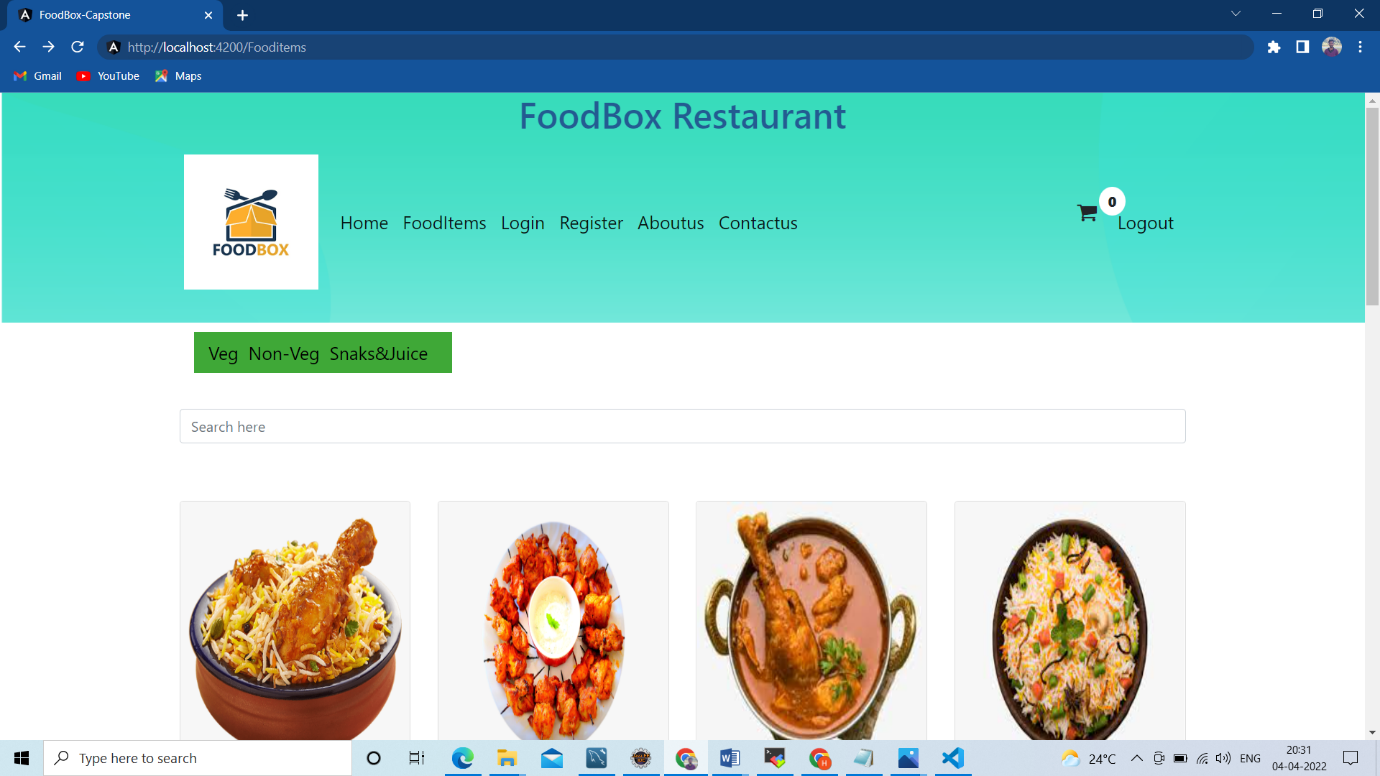 FoodBox-Capstone
http://localhost:4200/Fooditems
Gmail YouTube Maps
FoodBox Restaurant
FOODBOX
Home FoodItems Login Register Aboutus Contactus
0
Logout
Veg Non-Veg Snaks&Juice
Search here
Type here to search
24°C
ENG
20:31
04-04-2022